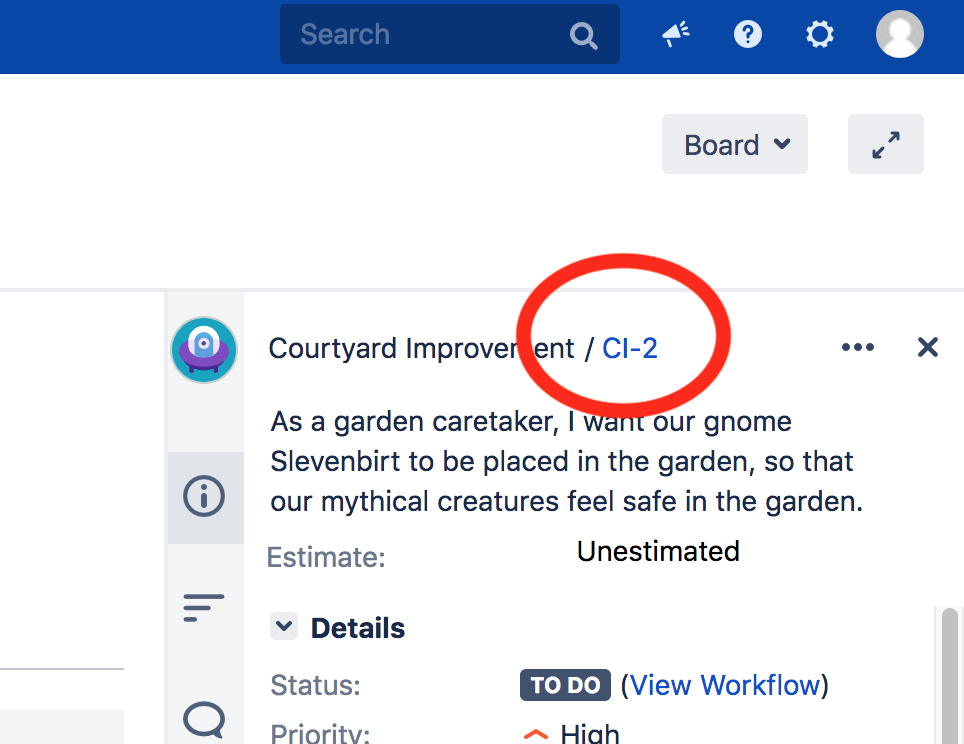 Search
Board
Courtyard Improvement / CI-2
As a garden caretaker, I want our gnome
Slevenbirt to be placed in the garden, so that
our mythical creatures feel safe in the garden.
Estimate: Unestimated
Details
Status: TO DO (View Workflow)
Priority: High